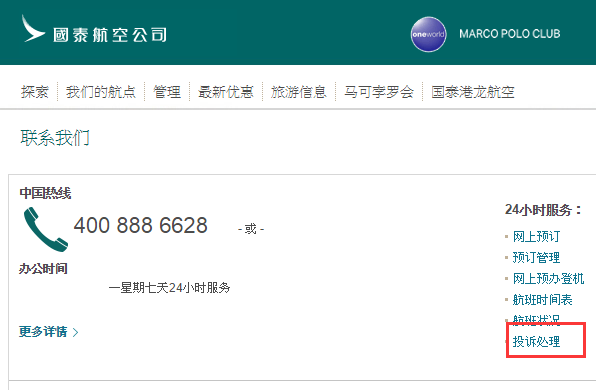 國泰航空公司
oneworld MARCO POLO CLUB
探索 我们的航点 管理 最新优惠 旅游信息 马可孛罗会 国泰港龙航空
联系我们
中国热线
400 888 6628 - 或 -
办公时间
一星期七天24小时服务
更多详情
24小时服务：
网上预订
预订管理
网上预办登机
航班时间表
航班状况
投诉处理